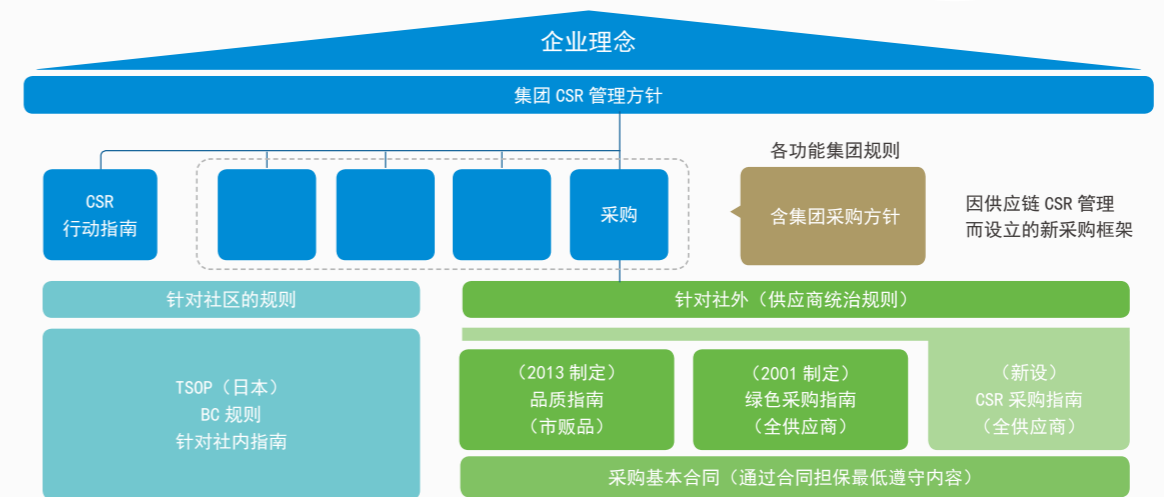 企业理念
集团 CSR 管理方针
各功能集团规则
CSR
行动指南
采购
含集团采购方针
因供应链 CSR 管理
而设立的新采购框架
针对社区的规则
针对社外（供应商统治规则）
TSOP（日本）
BC 规则
针对社内指南
（2013 制定）
品质指南
（市贩品）
（2001 制定）
绿色采购指南
（全供应商）
（新设）
CSR 采购指南
（全供应商）
采购基本合同（通过合同担保最低遵守内容）